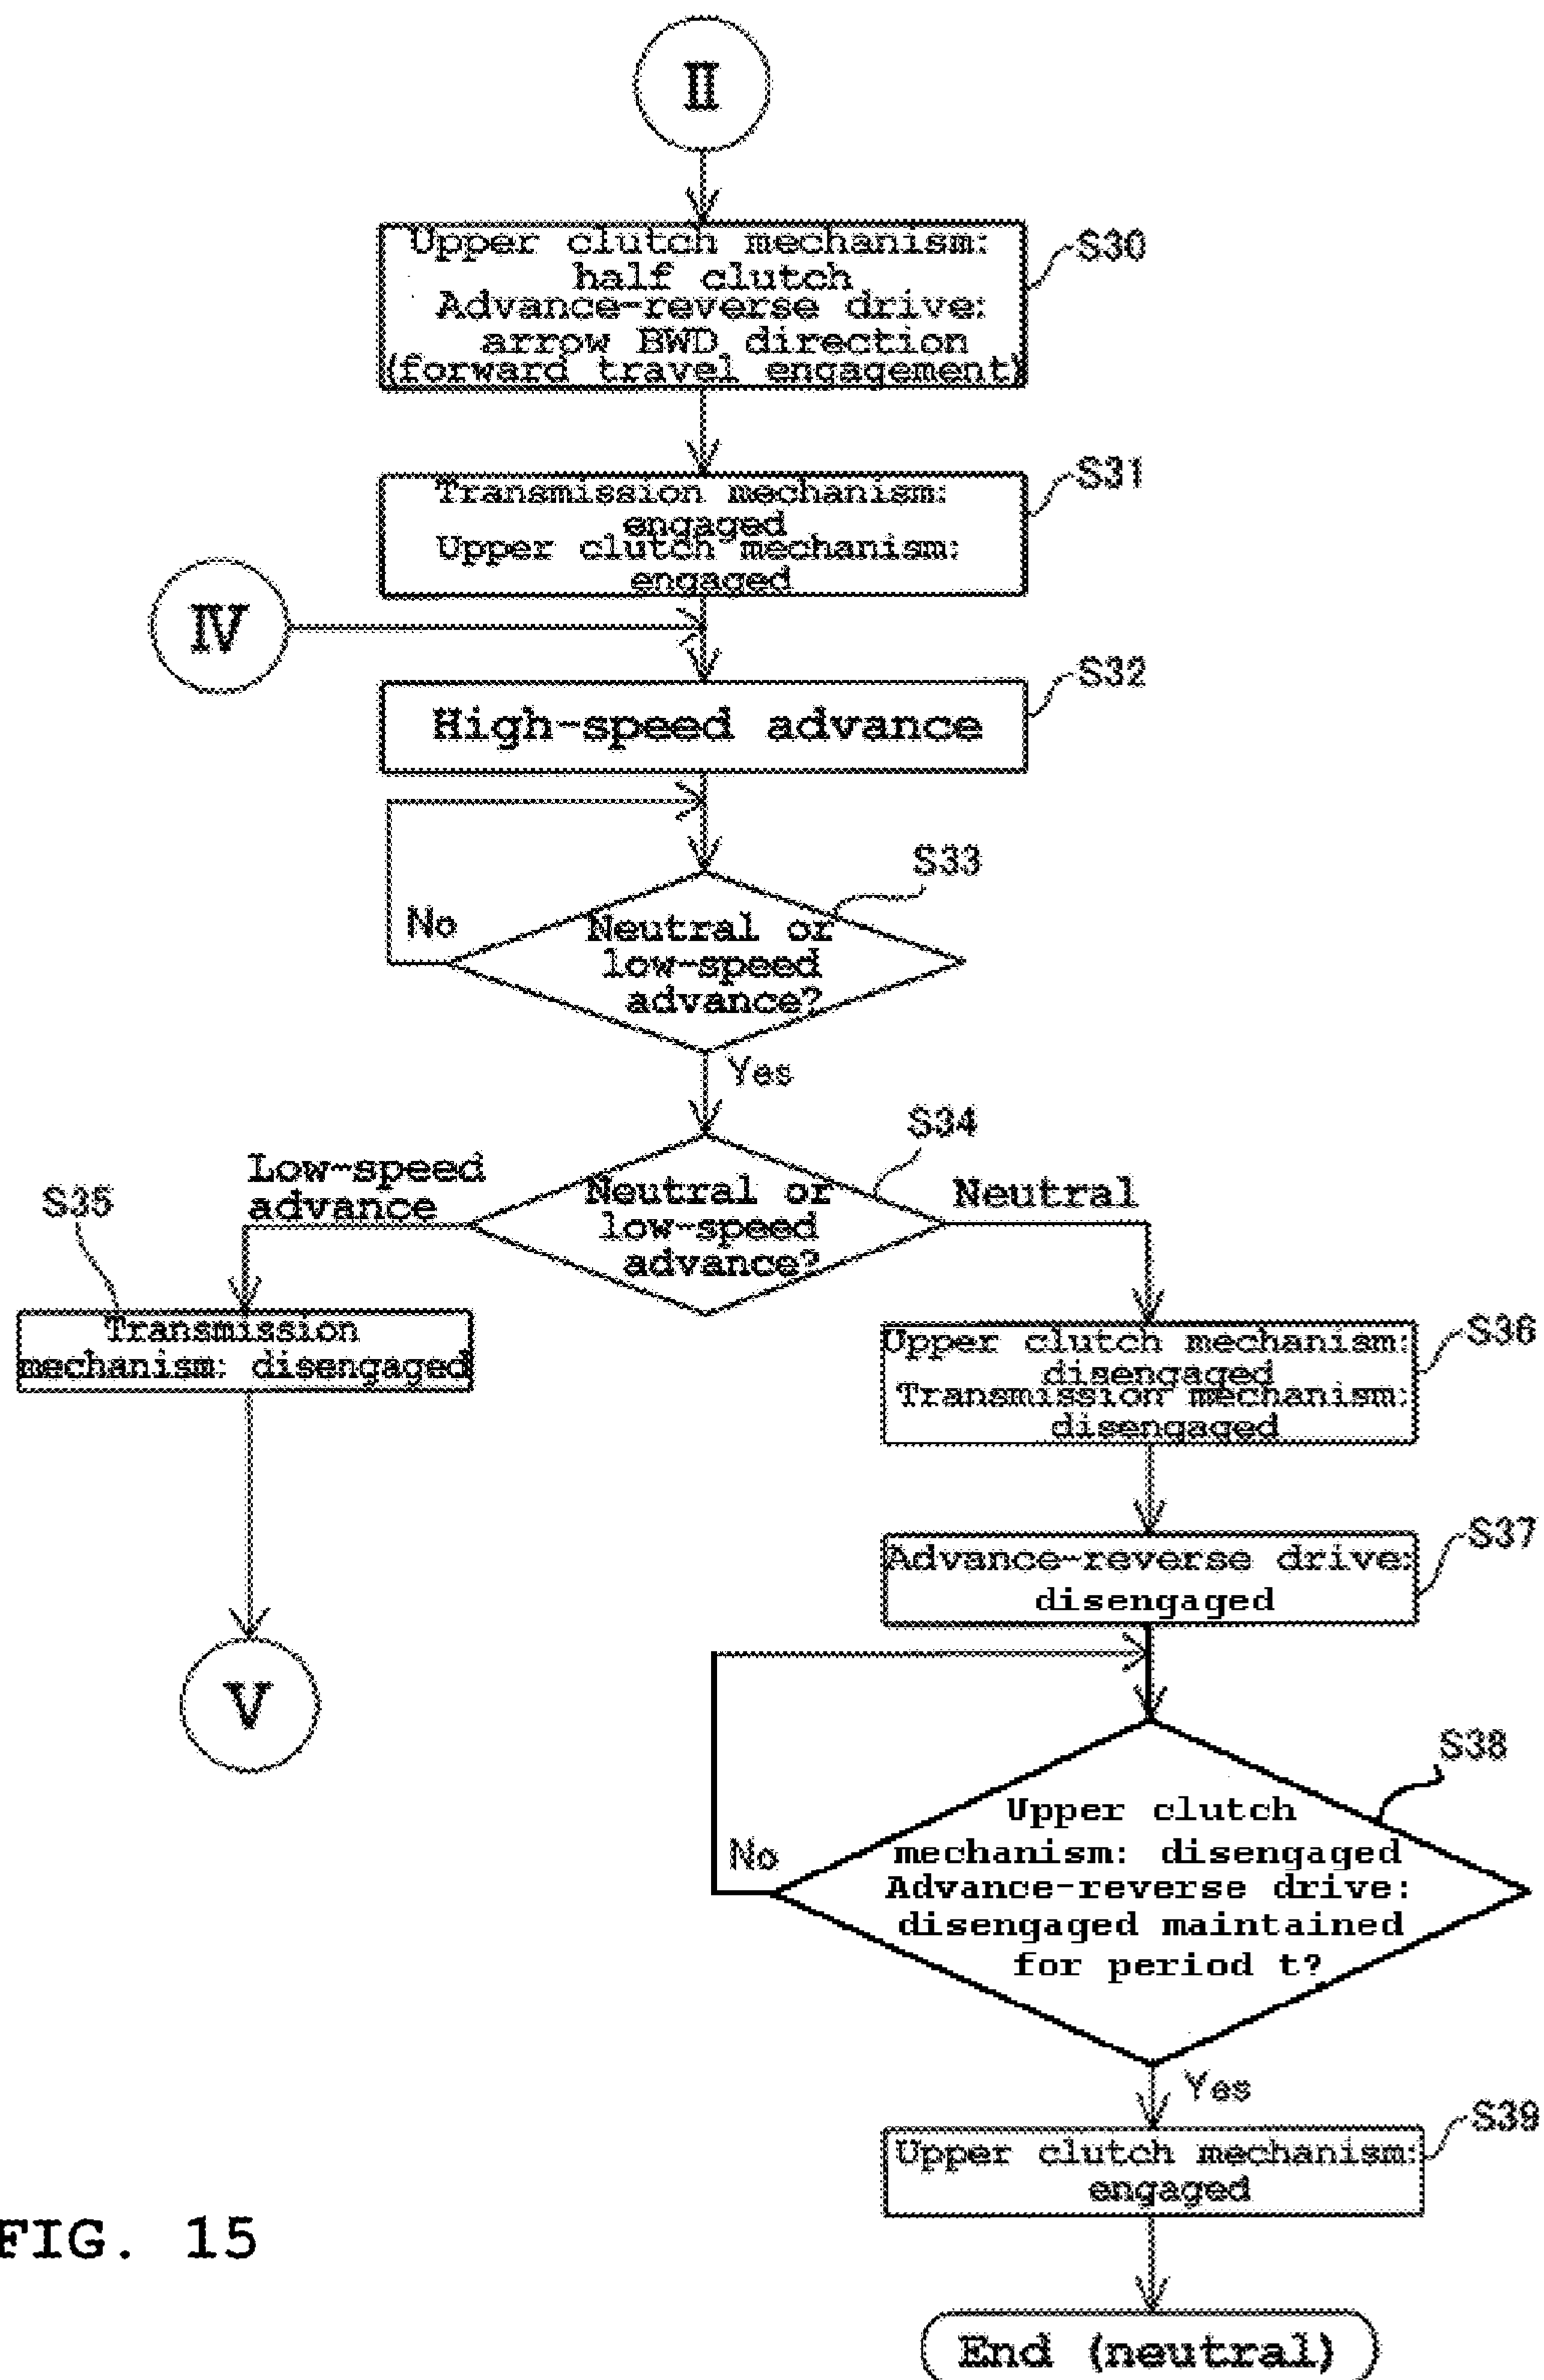 II
Upper clutch mechanism:
half clutch
Advance-reverse drive:
arrow BWD direction
(forward travel engagement)
S30
Transmission mechanism:
engaged
Upper clutch mechanism:
engaged
S31
IV
High-speed advance
S32
S33
No
Neutral or
low-speed
advance?
Yes
S34
Low-speed
advance
Neutral or
low-speed
advance?
Neutral
S35
Transmission
mechanism: disengaged
Upper clutch mechanism:
disengaged
Transmission mechanism:
disengaged
S36
Advance-reverse drive:
disengaged
S37
V
S38
No
Upper clutch
mechanism: disengaged
Advance-reverse drive:
disengaged maintained
for period t?
Yes
Upper clutch mechanism:
engaged
S39
FIG. 15
End (neutral)